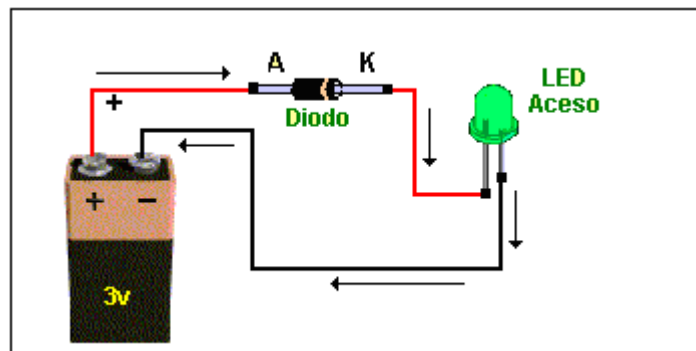 A K
LED
Aceso
+
Diodo
+ −
3v